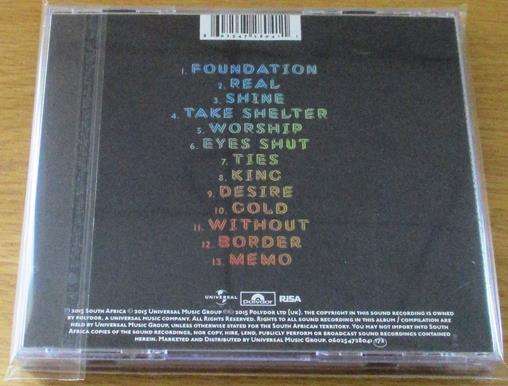 1. FOUNDATION
2. REAL
3. SHINE
4. TAKE SHELTER
5. WORSHIP
6. EYES SHUT
7. TIES
8. KING
9. DESIRE
10. GOLD
11. WITHOUT
12. BORDER
13. MEMO
UNIVERSAL Polydor RiSA
℗ 2015 SOUTH AFRICA © 2015 UNIVERSAL MUSIC GROUP ℗© 2015 POLYDOR LTD (UK). THE COPYRIGHT IN THIS SOUND RECORDING IS OWNED
BY POLYDOR, A UNIVERSAL MUSIC COMPANY. ALL RIGHTS RESERVED. RIGHTS TO ALL SOUND RECORDING IN THIS ALBUM / COMPILATION ARE
HELD BY UNIVERSAL MUSIC GROUP, UNLESS OTHERWISE STATED FOR THE SOUTH AFRICAN TERRITORY. YOU MAY NOT IMPORT INTO SOUTH
AFRICA COPIES OF THE SOUND RECORDINGS, NOR COPY, HIRE, LEND, PUBLICLY PERFORM OR BROADCAST SOUND RECORDINGS CONTAINED
HEREIN. MARKETED AND DISTRIBUTED BY UNIVERSAL MUSIC GROUP.